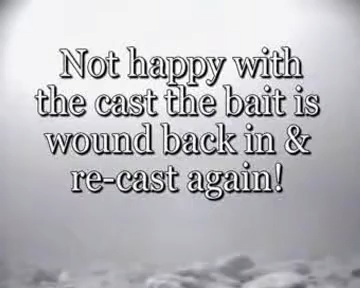 Not happy with
the cast the bait is
wound back in &
re-cast again!